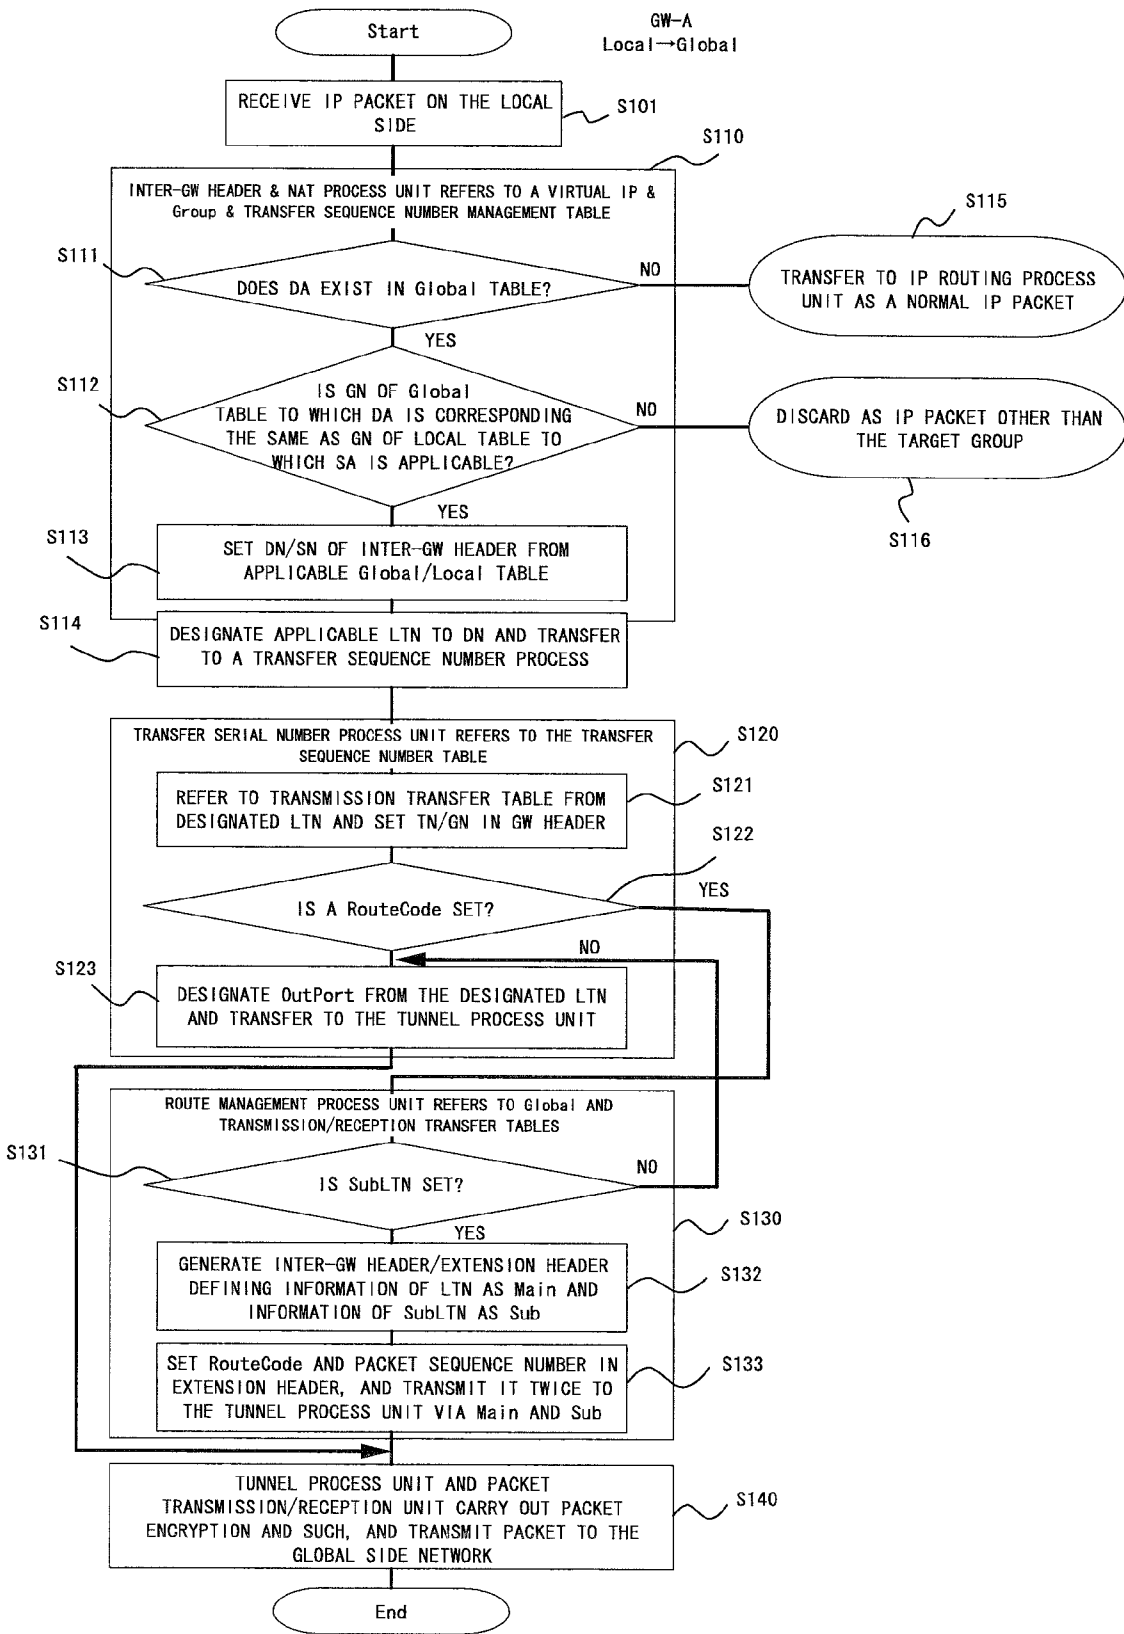 Start
GW-A
Local→Global
RECEIVE IP PACKET ON THE LOCAL
SIDE
S101
S110
INTER-GW HEADER & NAT PROCESS UNIT REFERS TO A VIRTUAL IP &
Group & TRANSFER SEQUENCE NUMBER MANAGEMENT TABLE
S111
DOES DA EXIST IN Global TABLE?
NO
S115
TRANSFER TO IP ROUTING PROCESS
UNIT AS A NORMAL IP PACKET
YES
S112
IS GN OF Global
TABLE TO WHICH DA IS CORRESPONDING
THE SAME AS GN OF LOCAL TABLE TO
WHICH SA IS APPLICABLE?
NO
DISCARD AS IP PACKET OTHER THAN
THE TARGET GROUP
S116
YES
S113
SET DN/SN OF INTER-GW HEADER FROM
APPLICABLE Global/Local TABLE
S114
DESIGNATE APPLICABLE LTN TO DN AND TRANSFER
TO A TRANSFER SEQUENCE NUMBER PROCESS
TRANSFER SERIAL NUMBER PROCESS UNIT REFERS TO THE TRANSFER
SEQUENCE NUMBER TABLE
S120
REFER TO TRANSMISSION TRANSFER TABLE FROM
DESIGNATED LTN AND SET TN/GN IN GW HEADER
S121
S122
IS A RouteCode SET?
YES
NO
S123
DESIGNATE OutPort FROM THE DESIGNATED LTN
AND TRANSFER TO THE TUNNEL PROCESS UNIT
ROUTE MANAGEMENT PROCESS UNIT REFERS TO Global AND
TRANSMISSION/RECEPTION TRANSFER TABLES
S131
IS SubLTN SET?
NO
S130
YES
GENERATE INTER-GW HEADER/EXTENSION HEADER
DEFINING INFORMATION OF LTN AS Main AND
INFORMATION OF SubLTN AS Sub
S132
SET RouteCode AND PACKET SEQUENCE NUMBER IN
EXTENSION HEADER, AND TRANSMIT IT TWICE TO
THE TUNNEL PROCESS UNIT VIA Main AND Sub
S133
TUNNEL PROCESS UNIT AND PACKET
TRANSMISSION/RECEPTION UNIT CARRY OUT PACKET
ENCRYPTION AND SUCH, AND TRANSMIT PACKET TO THE
GLOBAL SIDE NETWORK
S140
End